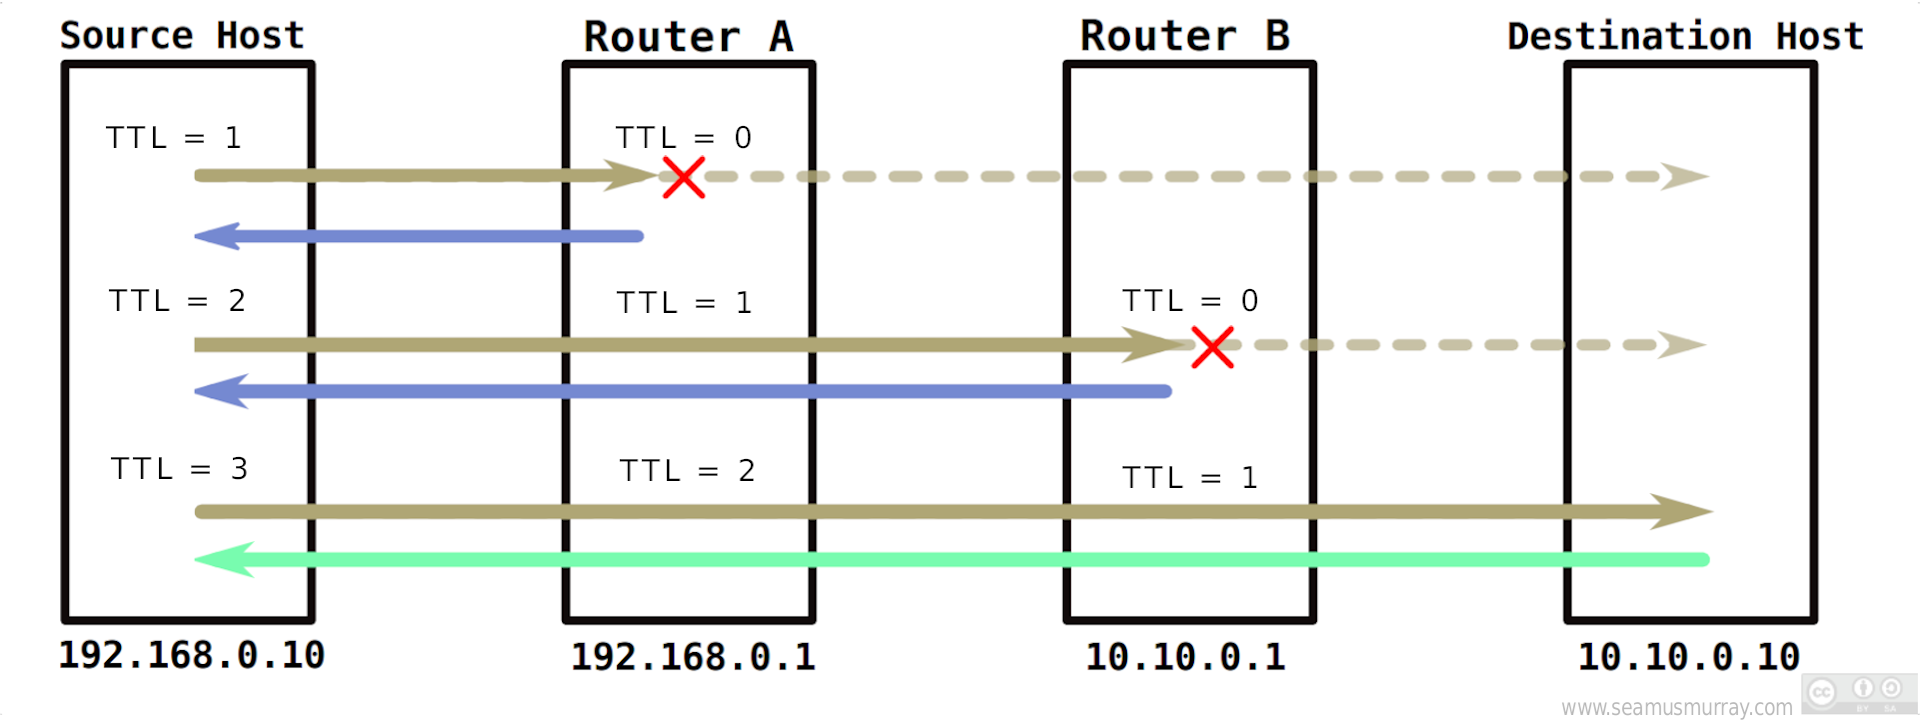 Source Host Router A Router B Destination Host
TTL = 1 TTL = 0
TTL = 2 TTL = 1 TTL = 0
TTL = 3 TTL = 2 TTL = 1
192.168.0.10 192.168.0.1 10.10.0.1 10.10.0.10
www.seamusmurray.com
cc BY SA